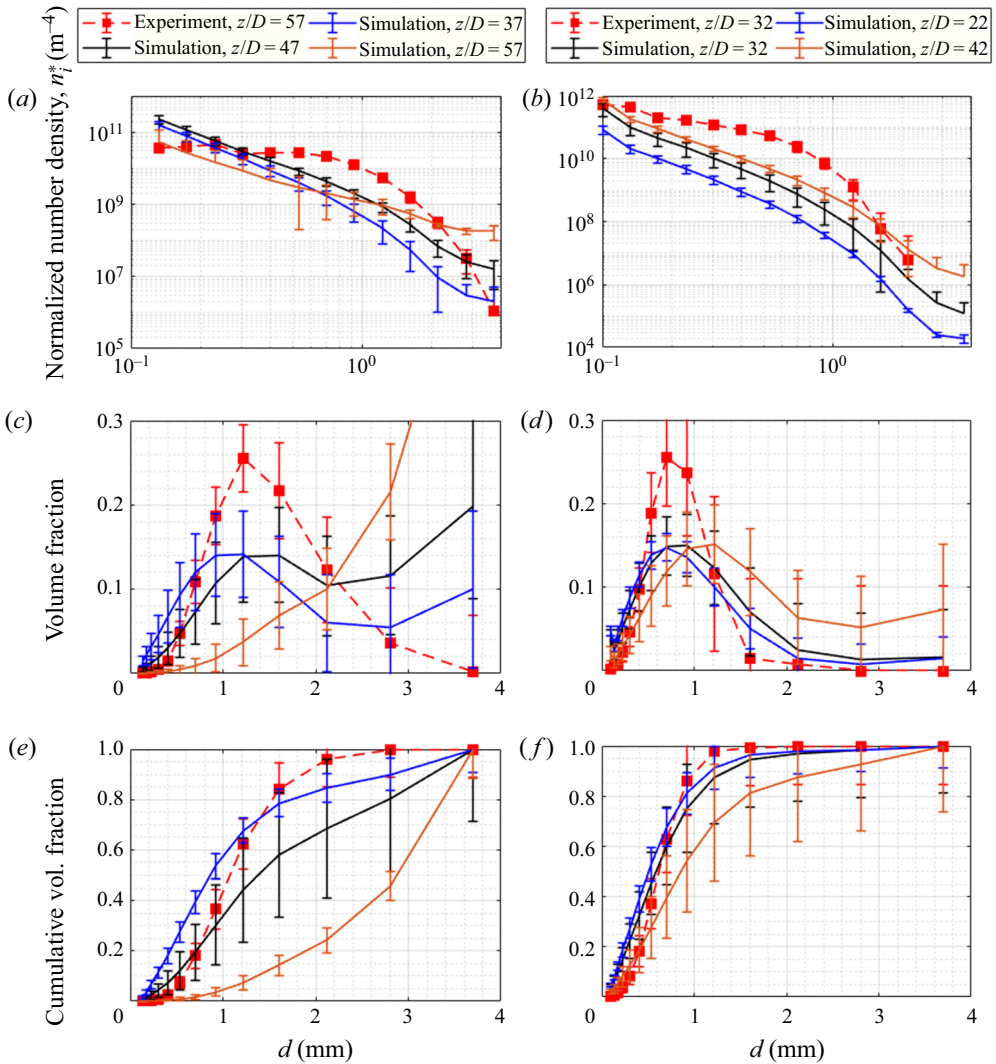 Experiment, z/D = 57
Simulation, z/D = 37
Simulation, z/D = 47
Simulation, z/D = 57
Experiment, z/D = 32
Simulation, z/D = 22
Simulation, z/D = 32
Simulation, z/D = 42
Normalized number density, n_i^* (m^−4)
(a)
10^11
10^9
10^7
10^5
10^−1
10^0
(b)
10^12
10^10
10^8
10^6
10^4
10^−1
10^0
Volume fraction
(c)
0.3
0.2
0.1
0
1
2
3
4
(d)
0.3
0.2
0.1
0
1
2
3
4
Cumulative vol. fraction
(e)
1.0
0.8
0.6
0.4
0.2
0
1
2
3
4
d (mm)
(f)
1.0
0.8
0.6
0.4
0.2
0
1
2
3
4
d (mm)